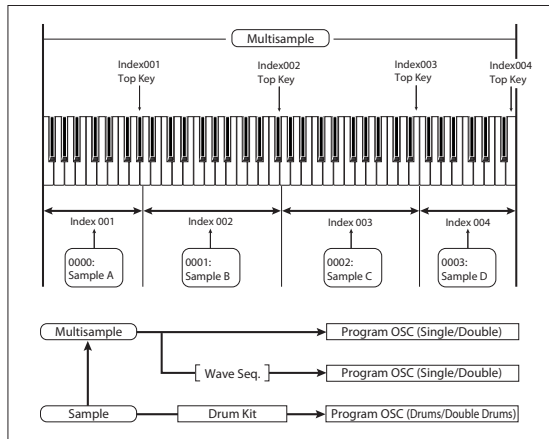 Multisample
Index001
Top Key
Index002
Top Key
Index003
Top Key
Index004
Top Key
Index 001
Index 002
Index 003
Index 004
0000:
Sample A
0001:
Sample B
0002:
Sample C
0003:
Sample D
Multisample
Program OSC (Single/Double)
Wave Seq.
Program OSC (Single/Double)
Sample
Drum Kit
Program OSC (Drums/Double Drums)